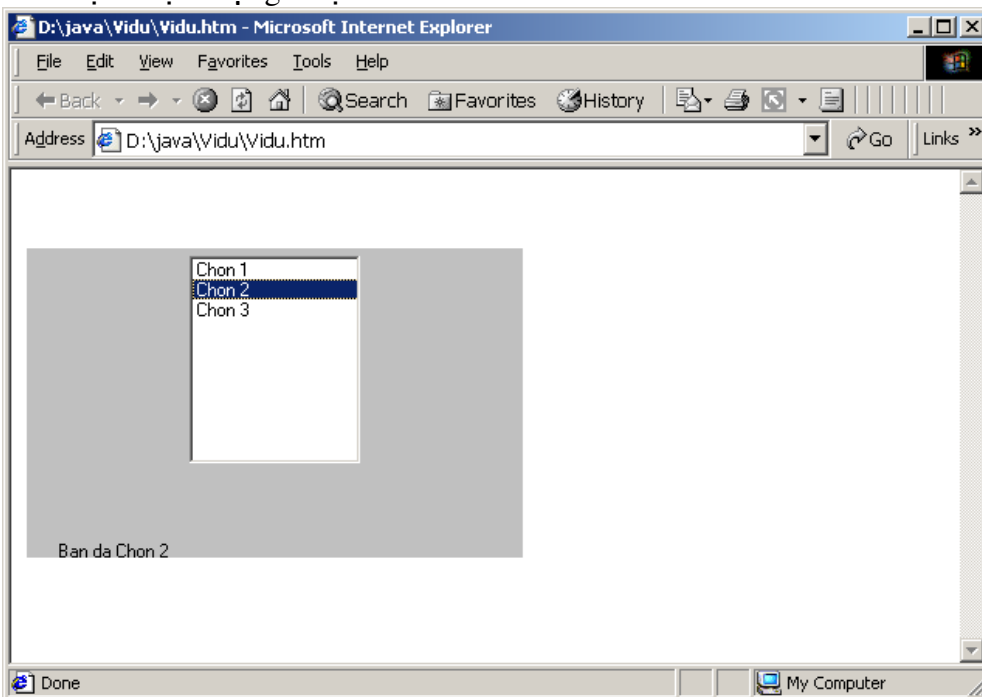 D:\java\Vidu\Vidu.htm - Microsoft Internet Explorer
File Edit View Favorites Tools Help
Back Search Favorites History
Address D:\java\Vidu\Vidu.htm Go Links »
Chon 1
Chon 2
Chon 3
Ban da Chon 2
Done My Computer